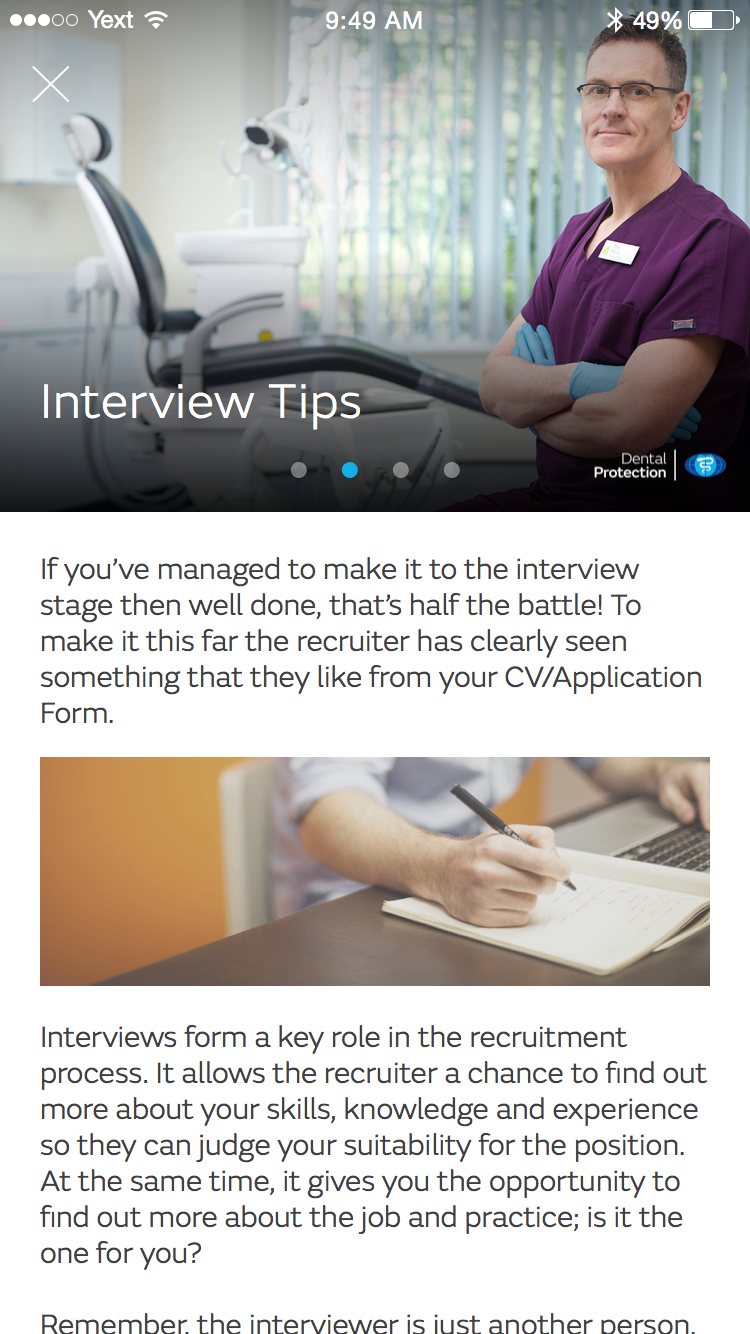 Yext
9:49 AM
49%
Interview Tips
Dental
Protection
If you’ve managed to make it to the interview
stage then well done, that’s half the battle! To
make it this far the recruiter has clearly seen
something that they like from your CV/Application
Form.
Interviews form a key role in the recruitment
process. It allows the recruiter a chance to find out
more about your skills, knowledge and experience
so they can judge your suitability for the position.
At the same time, it gives you the opportunity to
find out more about the job and practice; is it the
one for you?
Remember, the interviewer is just another person,